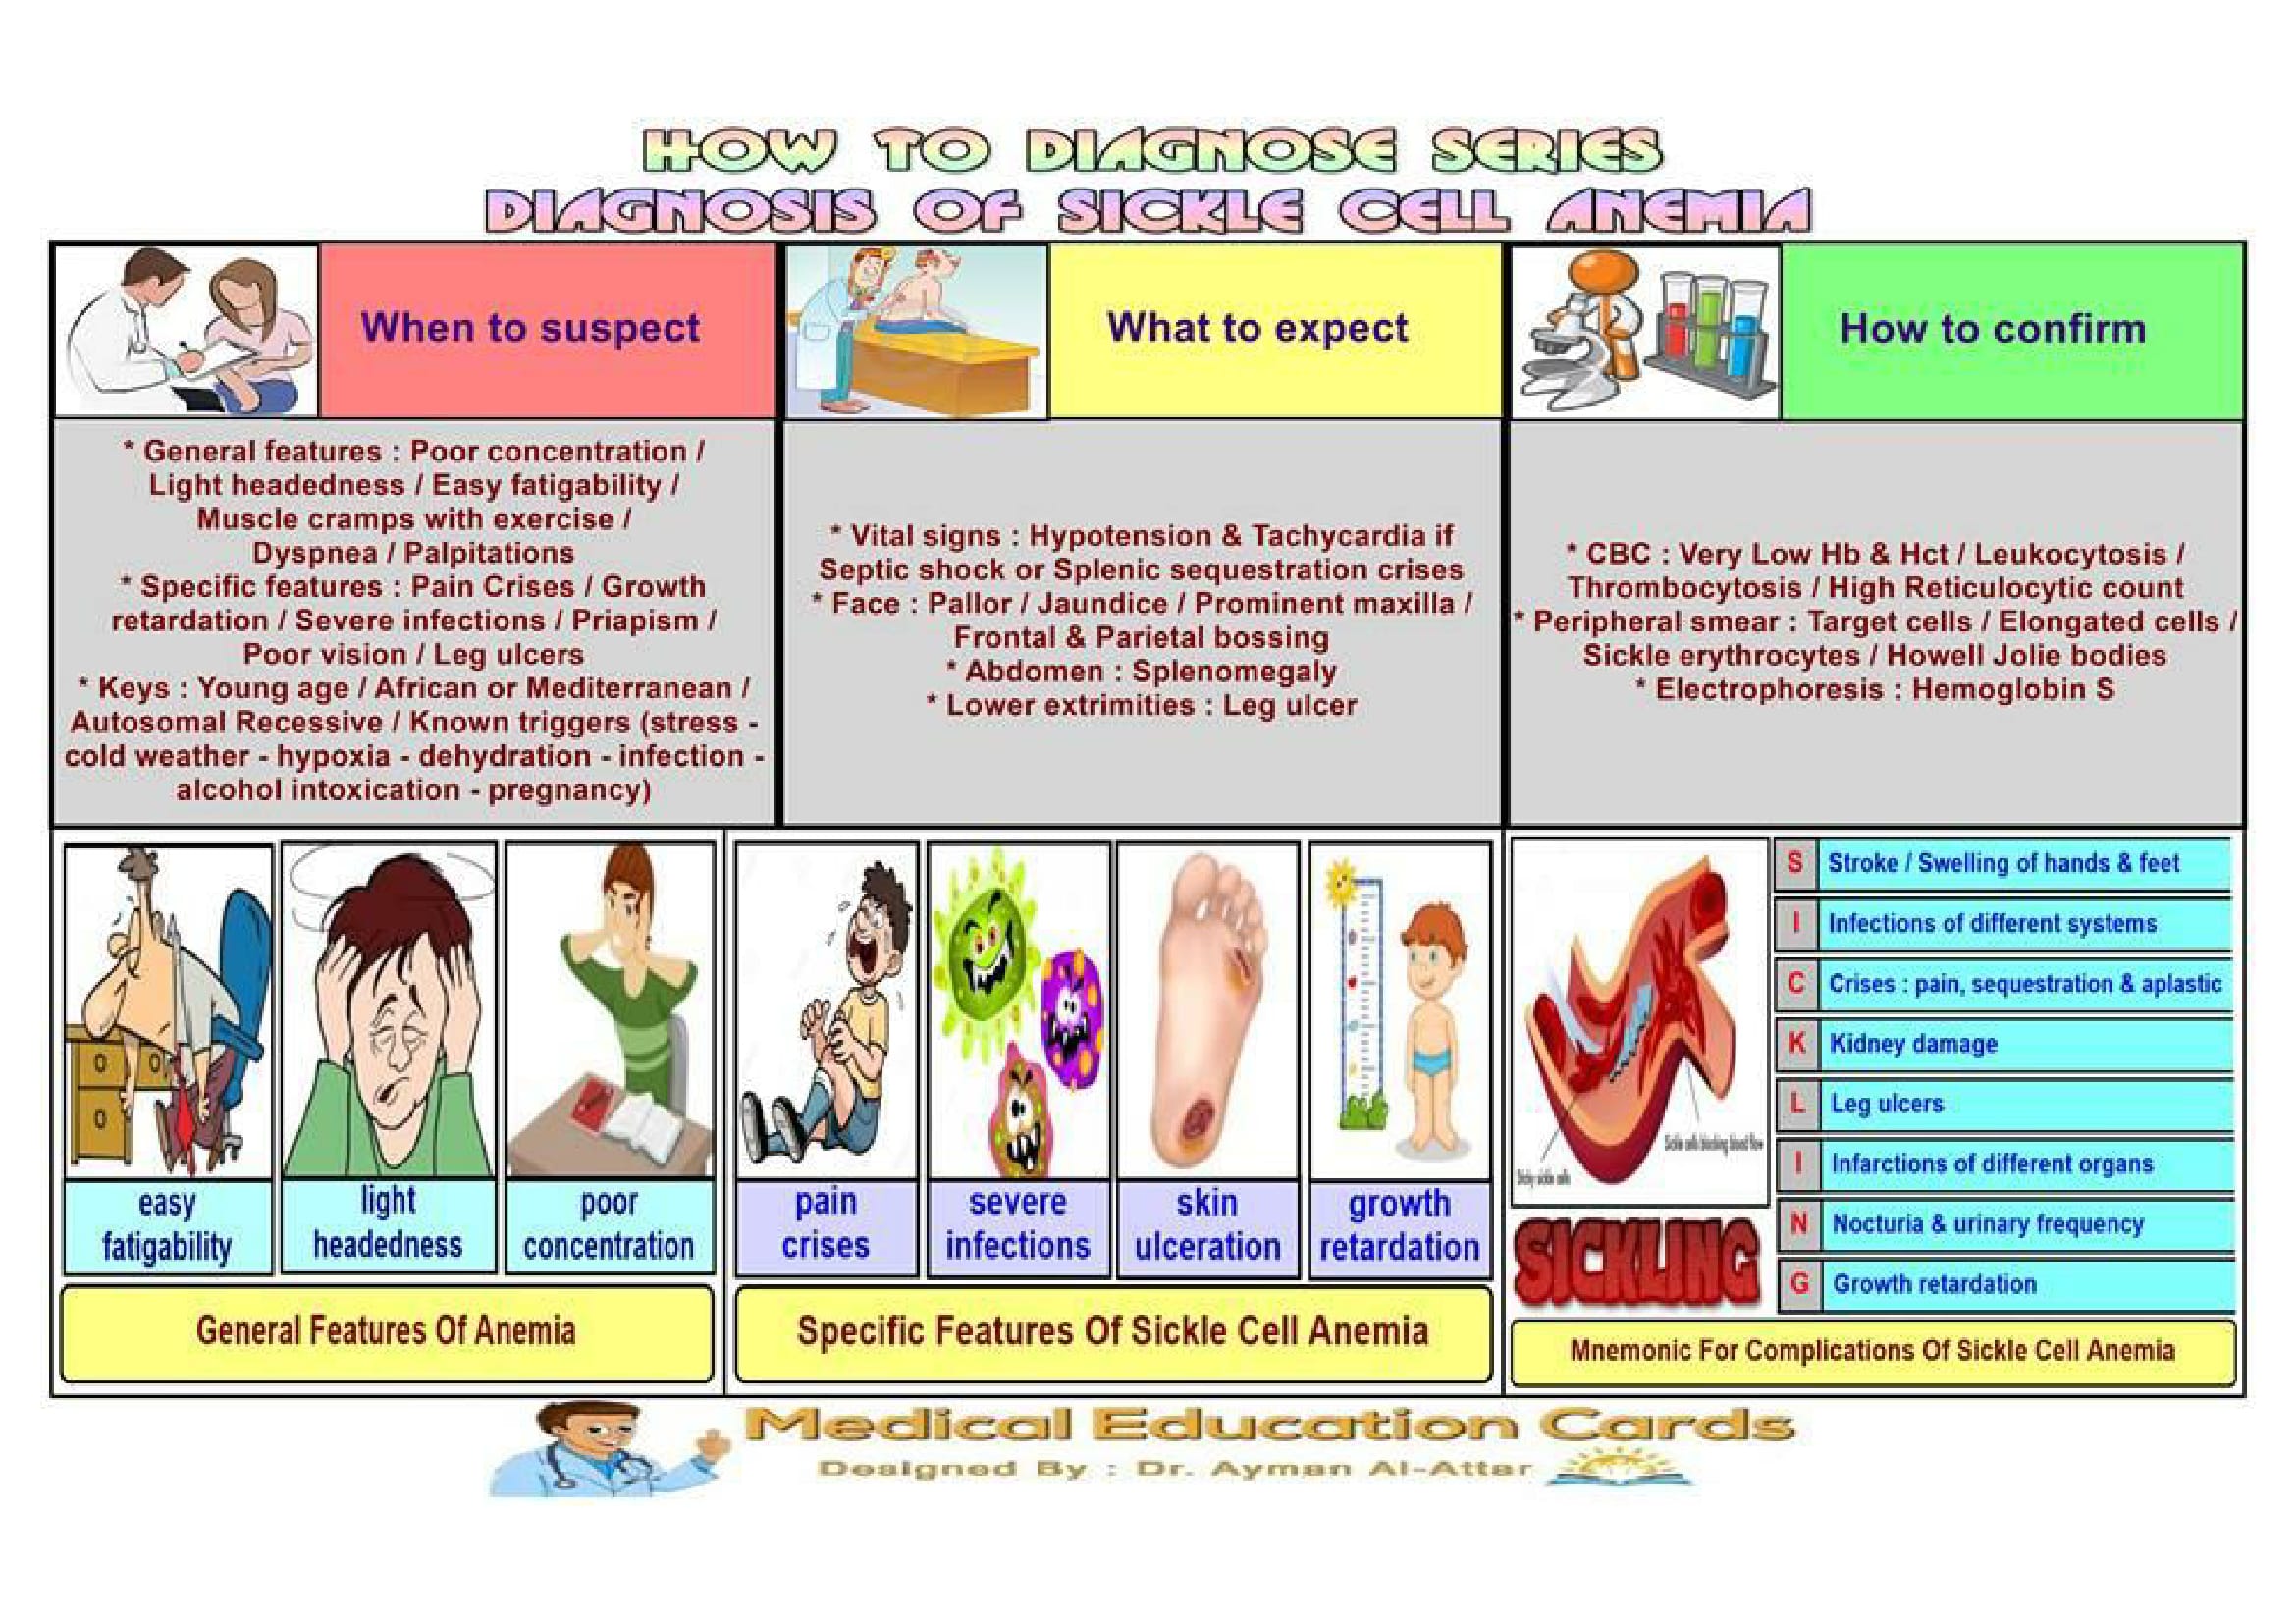 HOW TO DIAGNOSE SERIES
DIAGNOSIS OF SICKLE CELL ANEMIA
When to suspect
What to expect
How to confirm
* General features : Poor concentration /
Light headedness / Easy fatigability /
Muscle cramps with exercise /
Dyspnea / Palpitations
* Specific features : Pain Crises / Growth
retardation / Severe infections / Priapism /
Poor vision / Leg ulcers
* Keys : Young age / African or Mediterranean /
Autosomal Recessive / Known triggers (stress -
cold weather - hypoxia - dehydration - infection -
alcohol intoxication - pregnancy)
* Vital signs : Hypotension & Tachycardia if
Septic shock or Splenic sequestration crises
* Face : Pallor / Jaundice / Prominent maxilla /
Frontal & Parietal bossing
* Abdomen : Splenomegaly
* Lower extrimities : Leg ulcer
* CBC : Very Low Hb & Hct / Leukocytosis /
Thrombocytosis / High Reticulocytic count
* Peripheral smear : Target cells / Elongated cells /
Sickle erythrocytes / Howell Jolie bodies
* Electrophoresis : Hemoglobin S
easy
fatigability
light
headedness
poor
concentration
General Features Of Anemia
pain
crises
severe
infections
skin
ulceration
growth
retardation
Specific Features Of Sickle Cell Anemia
Sickle cells blocking blood flow
Sticky sickle cells
SICKLING
S Stroke / Swelling of hands & feet
I Infections of different systems
C Crises : pain, sequestration & aplastic
K Kidney damage
L Leg ulcers
I Infarctions of different organs
N Nocturia & urinary frequency
G Growth retardation
Mnemonic For Complications Of Sickle Cell Anemia
Medical Education Cards
Designed By : Dr. Ayman Al-Attar